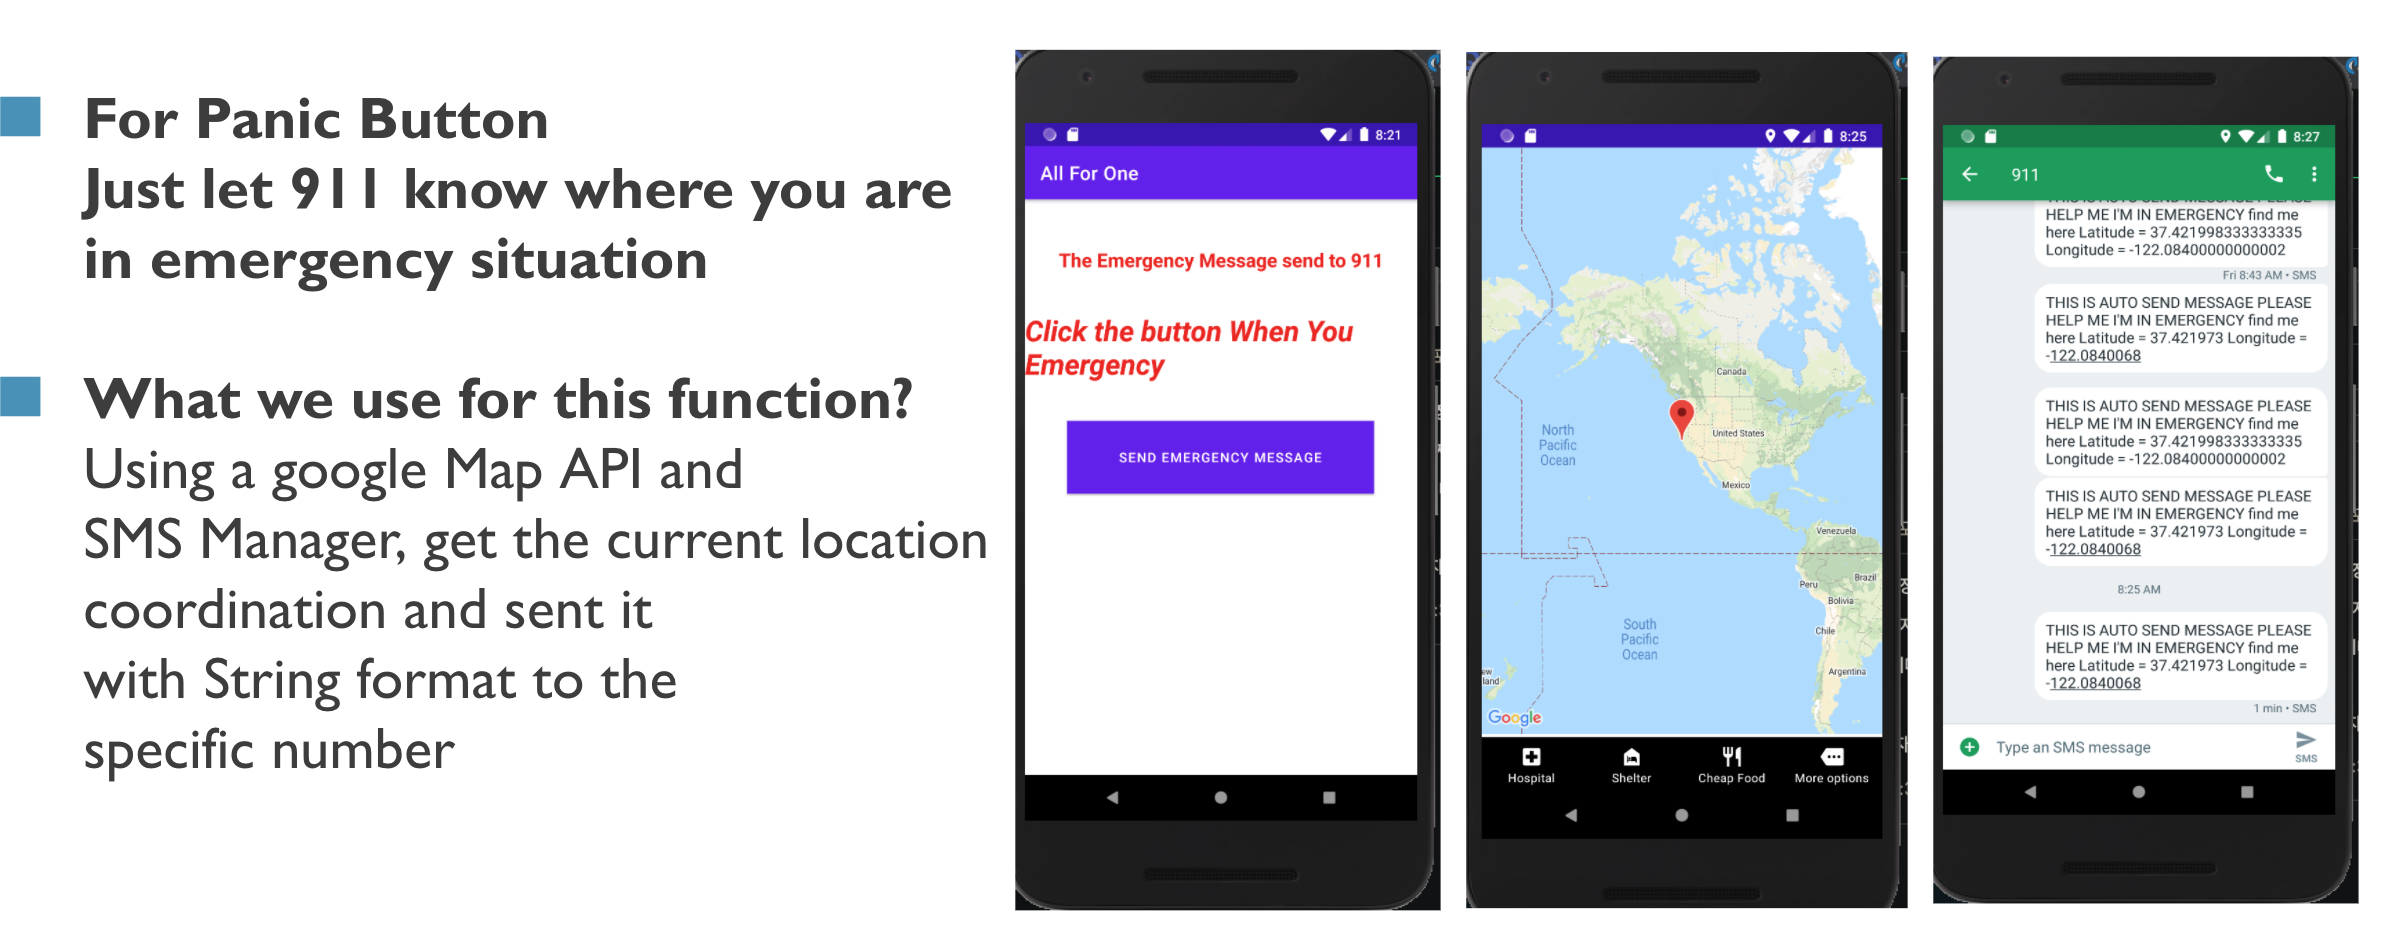 For Panic Button
Just let 911 know where you are
in emergency situation
What we use for this function?
Using a google Map API and
SMS Manager, get the current location
coordination and sent it
with String format to the
specific number
8:21
All For One
The Emergency Message send to 911
Click the button When You
Emergency
SEND EMERGENCY MESSAGE
8:25
Canada
North
Pacific
Ocean
United States
Mexico
Venezuela
Peru
Brazil
Bolivia
South
Pacific
Ocean
Chile
Argentina
ew
land
Google
Hospital
Shelter
Cheap Food
More options
8:27
911
THIS IS AUTO SEND MESSAGE PLEASE
HELP ME I'M IN EMERGENCY find me
here Latitude = 37.421998333333335
Longitude = -122.08400000000002
Fri 8:43 AM • SMS
THIS IS AUTO SEND MESSAGE PLEASE
HELP ME I'M IN EMERGENCY find me
here Latitude = 37.421973 Longitude =
-122.0840068
THIS IS AUTO SEND MESSAGE PLEASE
HELP ME I'M IN EMERGENCY find me
here Latitude = 37.421998333333335
Longitude = -122.08400000000002
THIS IS AUTO SEND MESSAGE PLEASE
HELP ME I'M IN EMERGENCY find me
here Latitude = 37.421973 Longitude =
-122.0840068
8:25 AM
THIS IS AUTO SEND MESSAGE PLEASE
HELP ME I'M IN EMERGENCY find me
here Latitude = 37.421973 Longitude =
-122.0840068
1 min • SMS
Type an SMS message
SMS